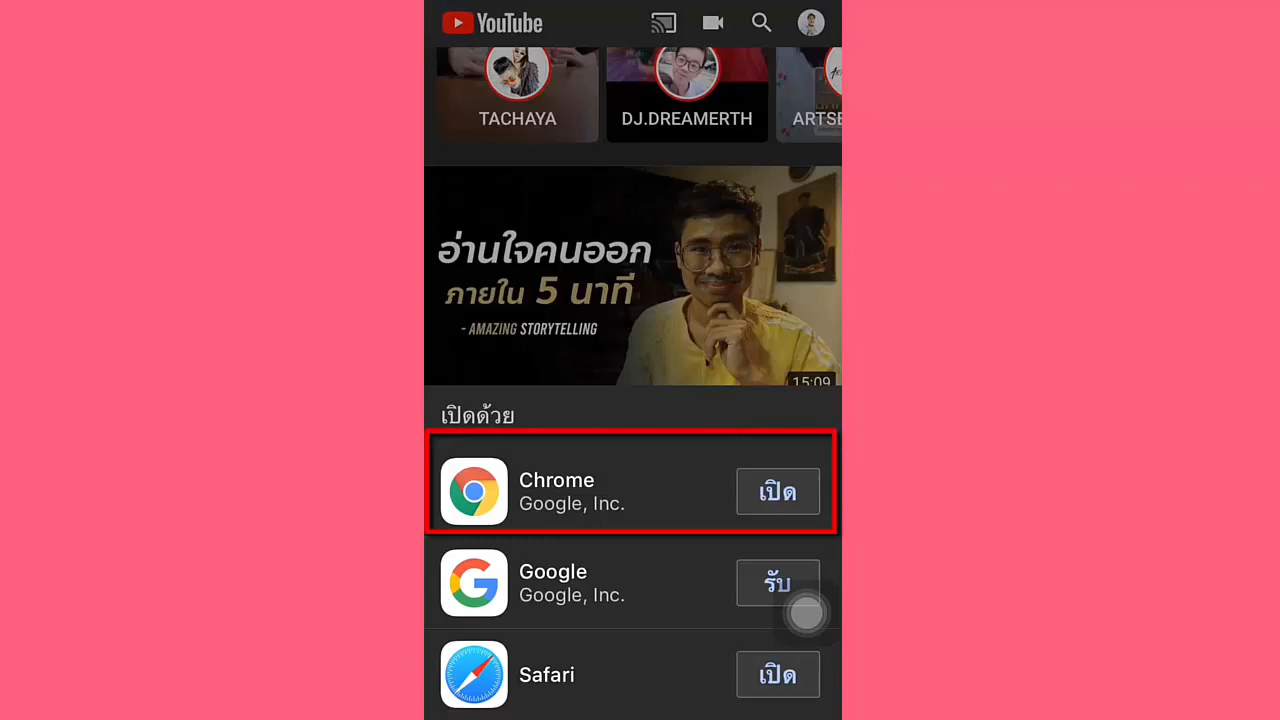 YouTube
TACHAYA
DJ.DREAMERTH
อ่านใจคนออก
ภายใน 5 นาที
- AMAZING STORYTELLING
15:09
เปิดด้วย
Chrome
Google, Inc.
เปิด
Google
Google, Inc.
รับ
Safari
เปิด